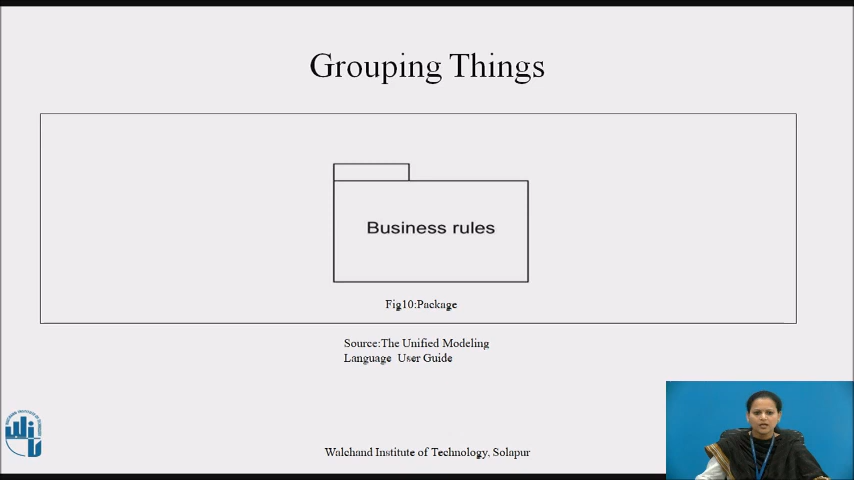 Grouping Things
Business rules
Fig10:Package
Source:The Unified Modeling
Language User Guide
Walchand Institute of Technology, Solapur